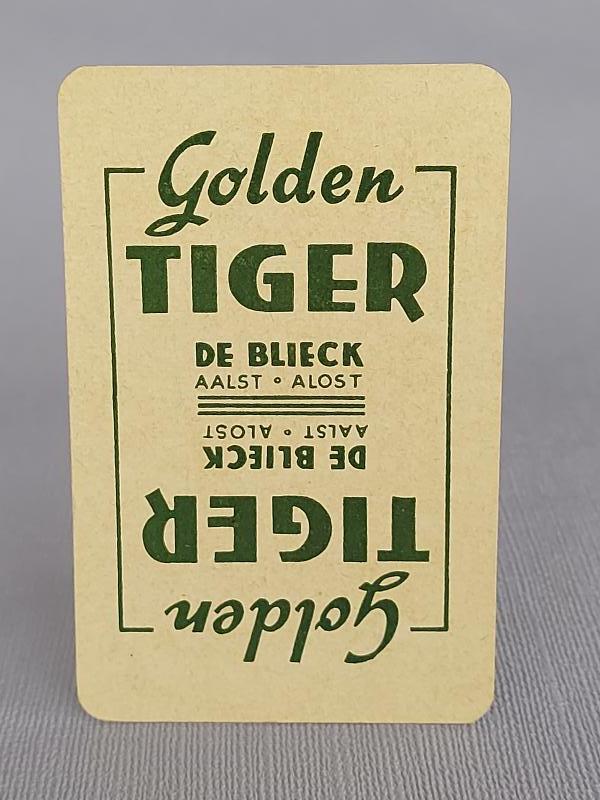 Golden
TIGER
DE BLIECK
AALST ° ALOST
AALST ° ALOST
DE BLIECK
TIGER
Golden